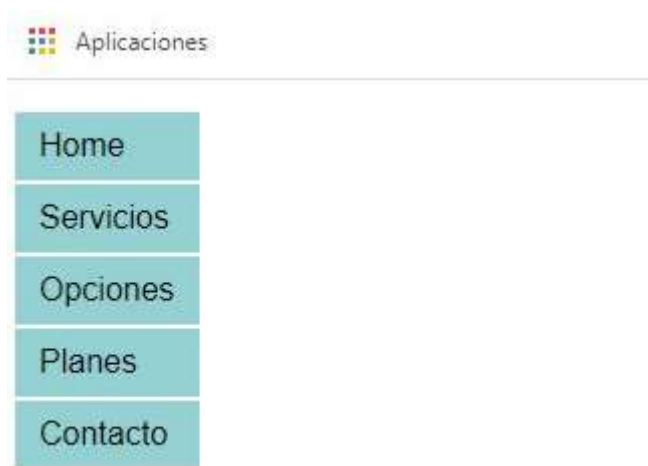 Aplicaciones
Home
Servicios
Opciones
Planes
Contacto